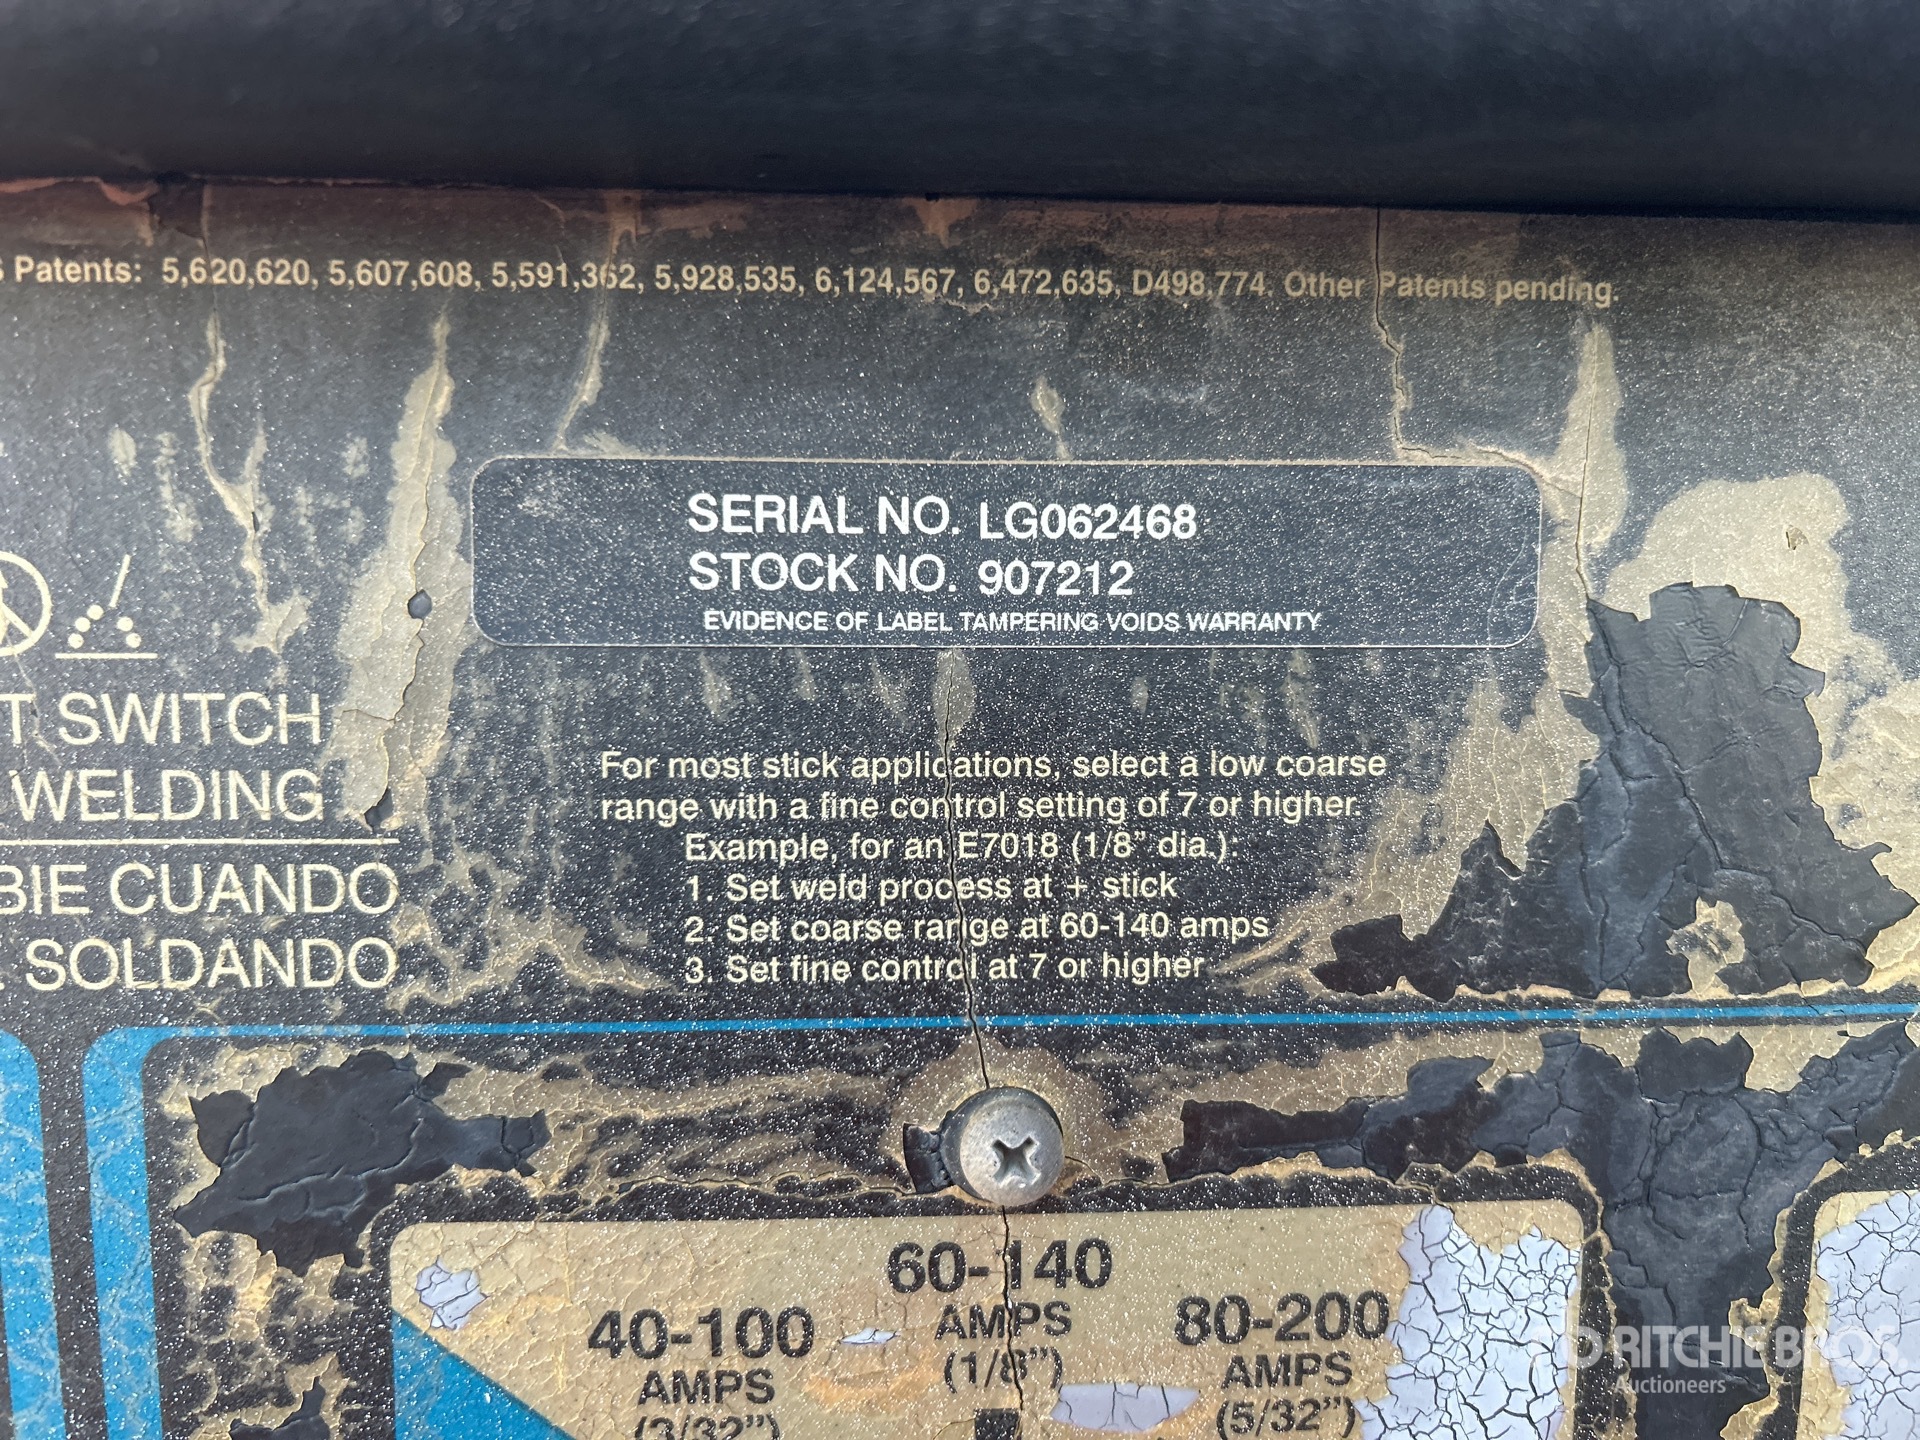 Patents: 5,620,620, 5,607,608, 5,591,362, 5,928,535, 6,124,567, 6,472,635, D498,774. Other Patents pending.
SERIAL NO. LG062468
STOCK NO. 907212
EVIDENCE OF LABEL TAMPERING VOIDS WARRANTY
T SWITCH
WELDING
BIE CUANDO
SOLDANDO
For most stick applications, select a low coarse
range with a fine control setting of 7 or higher.
Example, for an E7018 (1/8" dia.):
1. Set weld process at + stick
2. Set coarse range at 60-140 amps
3. Set fine control at 7 or higher
60-140
AMPS
(1/8")
40-100
AMPS
(3/32")
80-200
AMPS
(5/32")
RITCHIE BROS.
Auctioneers